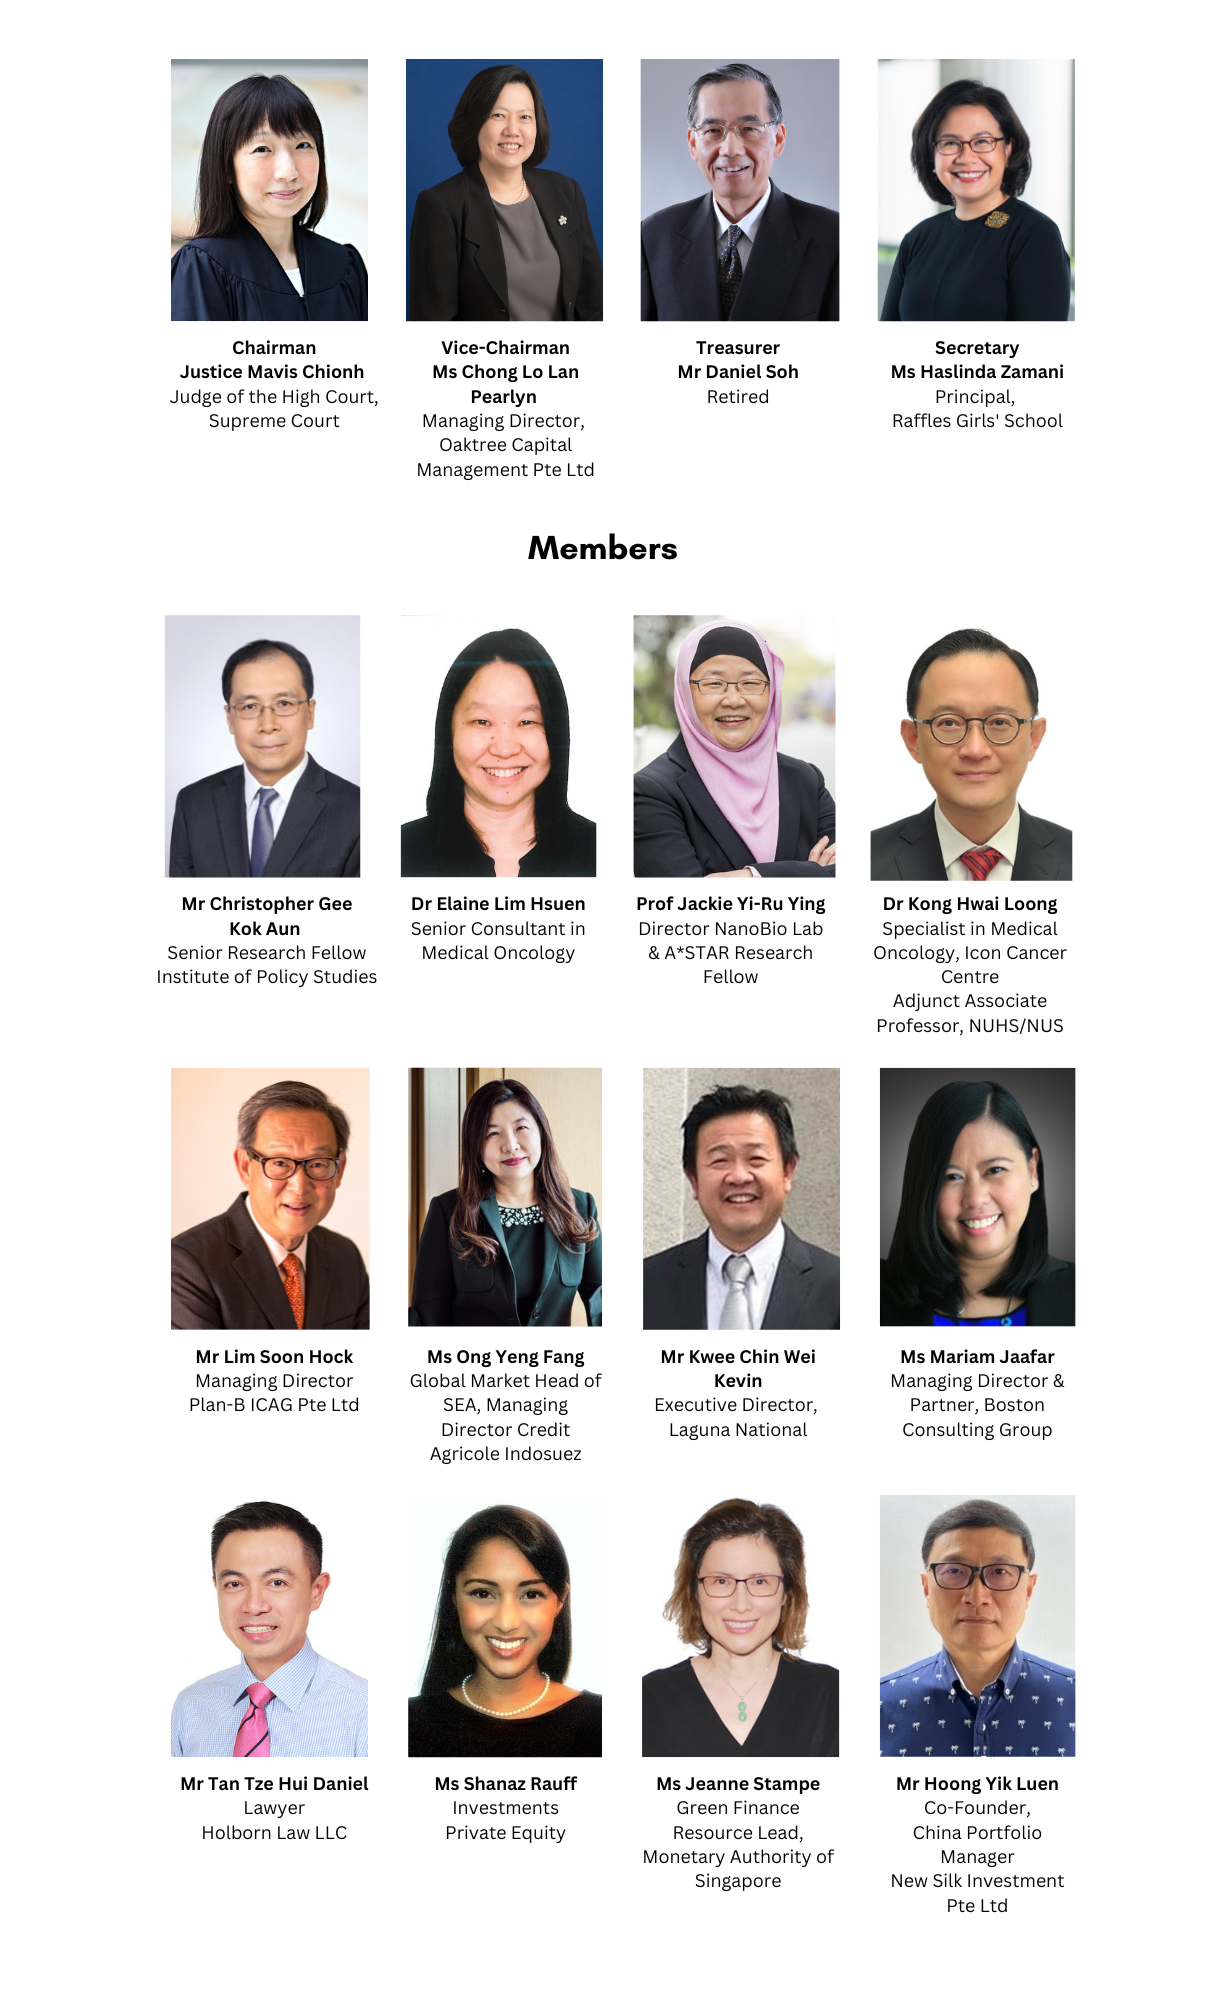 Chairman
Justice Mavis Chionh
Judge of the High Court,
Supreme Court
Vice-Chairman
Ms Chong Lo Lan
Pearlyn
Managing Director,
Oaktree Capital
Management Pte Ltd
Treasurer
Mr Daniel Soh
Retired
Secretary
Ms Haslinda Zamani
Principal,
Raffles Girls' School
Members
Mr Christopher Gee
Kok Aun
Senior Research Fellow
Institute of Policy Studies
Dr Elaine Lim Hsuen
Senior Consultant in
Medical Oncology
Prof Jackie Yi-Ru Ying
Director NanoBio Lab
& A*STAR Research
Fellow
Dr Kong Hwai Loong
Specialist in Medical
Oncology, Icon Cancer
Centre
Adjunct Associate
Professor, NUHS/NUS
Mr Lim Soon Hock
Managing Director
Plan-B ICAG Pte Ltd
Ms Ong Yeng Fang
Global Market Head of
SEA, Managing
Director Credit
Agricole Indosuez
Mr Kwee Chin Wei
Kevin
Executive Director,
Laguna National
Ms Mariam Jaafar
Managing Director &
Partner, Boston
Consulting Group
Mr Tan Tze Hui Daniel
Lawyer
Holborn Law LLC
Ms Shanaz Rauff
Investments
Private Equity
Ms Jeanne Stampe
Green Finance
Resource Lead,
Monetary Authority of
Singapore
Mr Hoong Yik Luen
Co-Founder,
China Portfolio
Manager
New Silk Investment
Pte Ltd